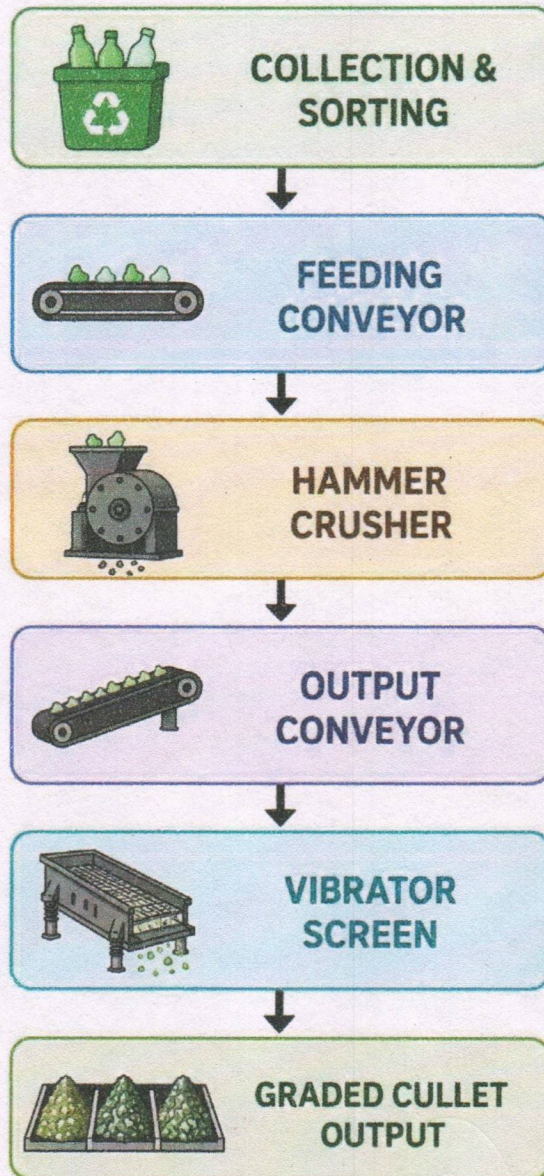 COLLECTION &
SORTING
FEEDING
CONVEYOR
HAMMER
CRUSHER
OUTPUT
CONVEYOR
VIBRATOR
SCREEN
GRADED CULLET
OUTPUT